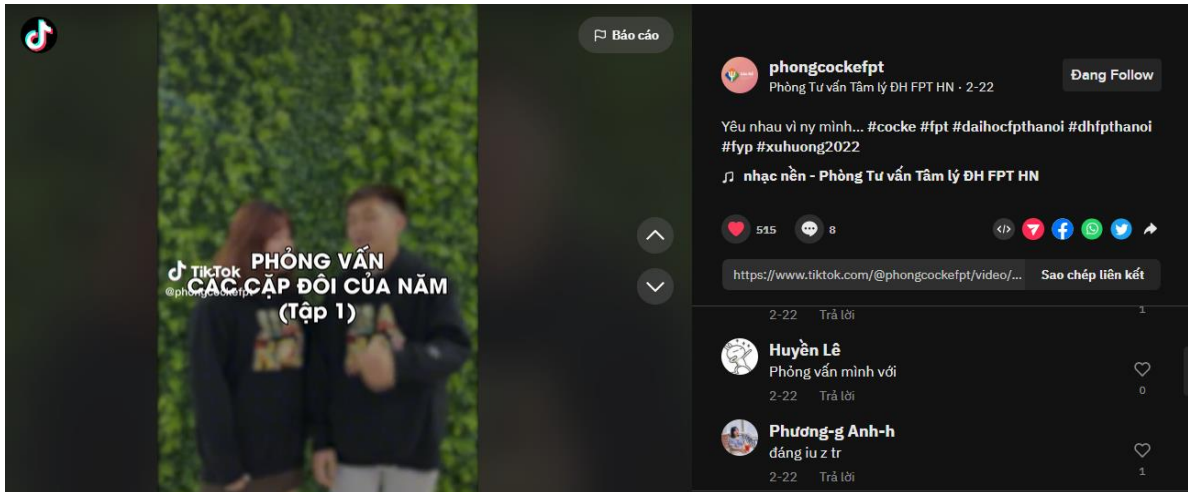 Báo cáo
TikTok
@phongcockefpt
PHỎNG VẤN
CÁC CẶP ĐÔI CỦA NĂM
(Tập 1)
phongcockefpt
Phòng Tư vấn Tâm lý ĐH FPT HN · 2-22
Đang Follow
Yêu nhau vì ny mình... #cocke #fpt #daihocfpthanoi #dhfpthanoi
#fyp #xuhuong2022
nhạc nền - Phòng Tư vấn Tâm lý ĐH FPT HN
515
8
https://www.tiktok.com/@phongcockefpt/video/...
Sao chép liên kết
2-22 Trả lời
1
Huyền Lê
Phỏng vấn mình với
2-22 Trả lời
0
Phương-g Anh-h
đáng iu z tr
2-22 Trả lời
1